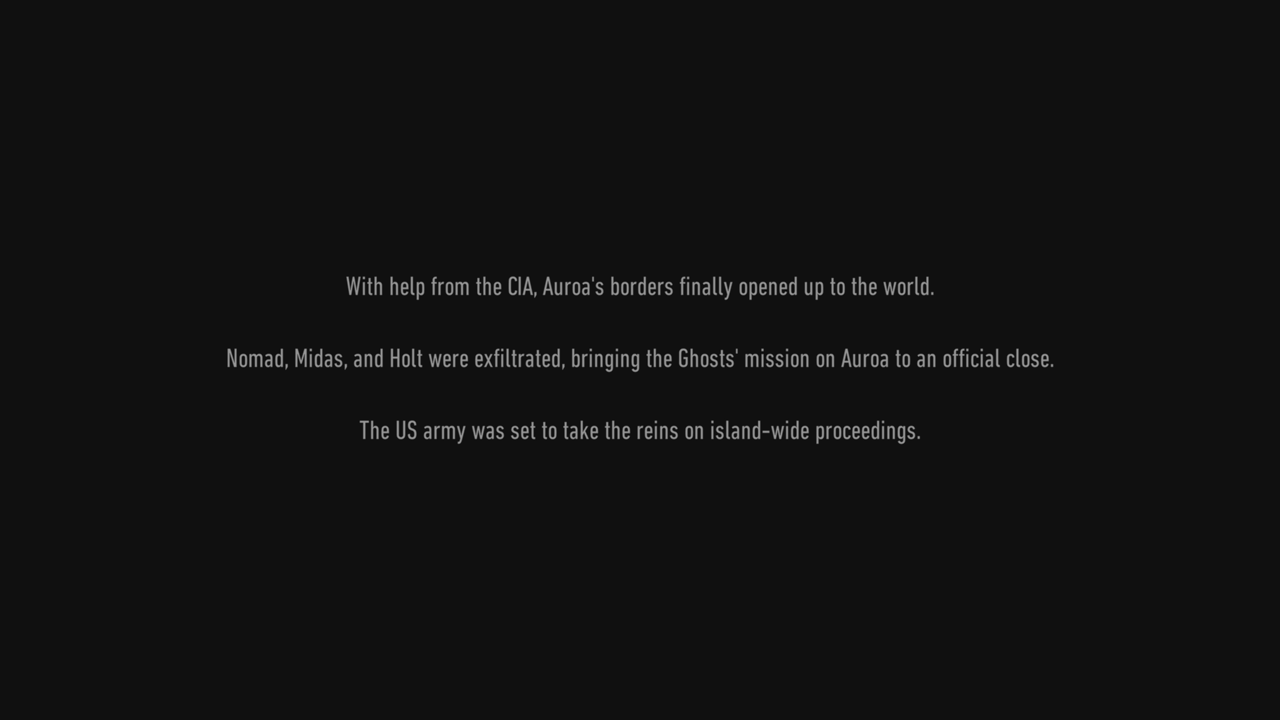 With help from the CIA, Auroa's borders finally opened up to the world.
Nomad, Midas, and Holt were exfiltrated, bringing the Ghosts' mission on Auroa to an official close.
The US army was set to take the reins on island-wide proceedings.